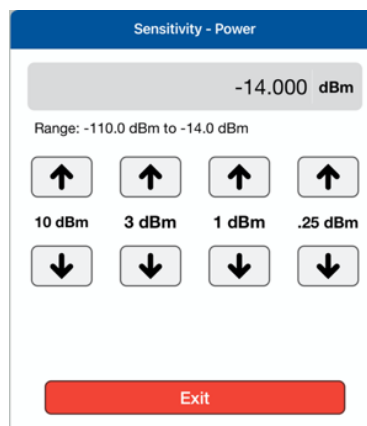 Sensitivity - Power
-14.000 dBm
Range: -110.0 dBm to -14.0 dBm
10 dBm 3 dBm 1 dBm .25 dBm
Exit